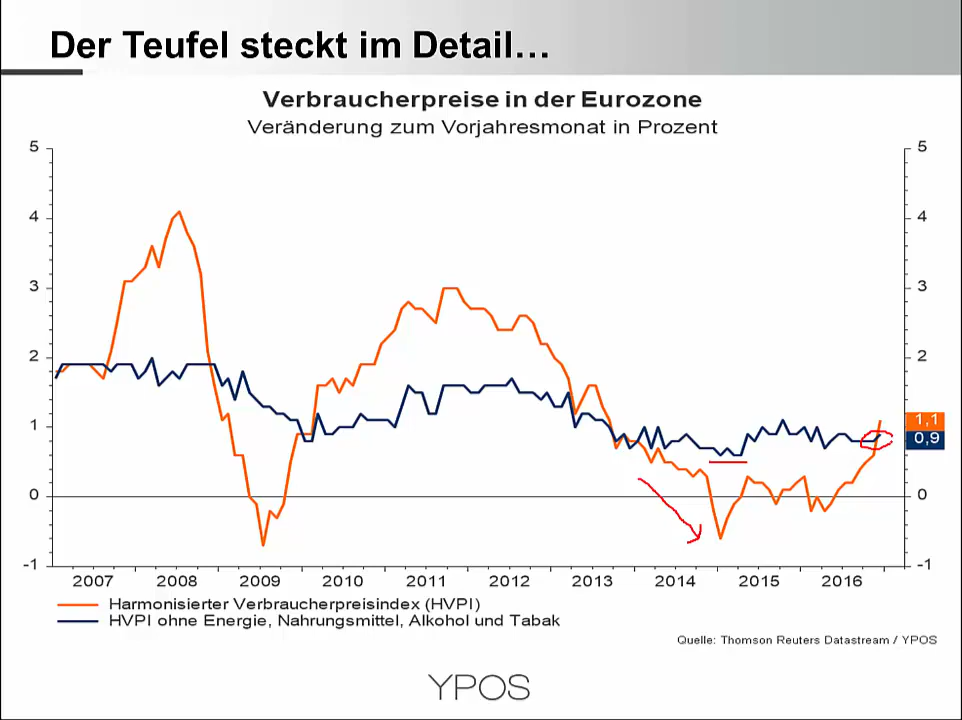 Der Teufel steckt im Detail...
Verbraucherpreise in der Eurozone
Veränderung zum Vorjahresmonat in Prozent
5 5
4 4
3 3
2 2
1 1
1,1
0,9
0 0
-1 -1
2007 2008 2009 2010 2011 2012 2013 2014 2015 2016
Harmonisierter Verbraucherpreisindex (HVPI)
HVPI ohne Energie, Nahrungsmittel, Alkohol und Tabak
Quelle: Thomson Reuters Datastream / YPOS
YPOS